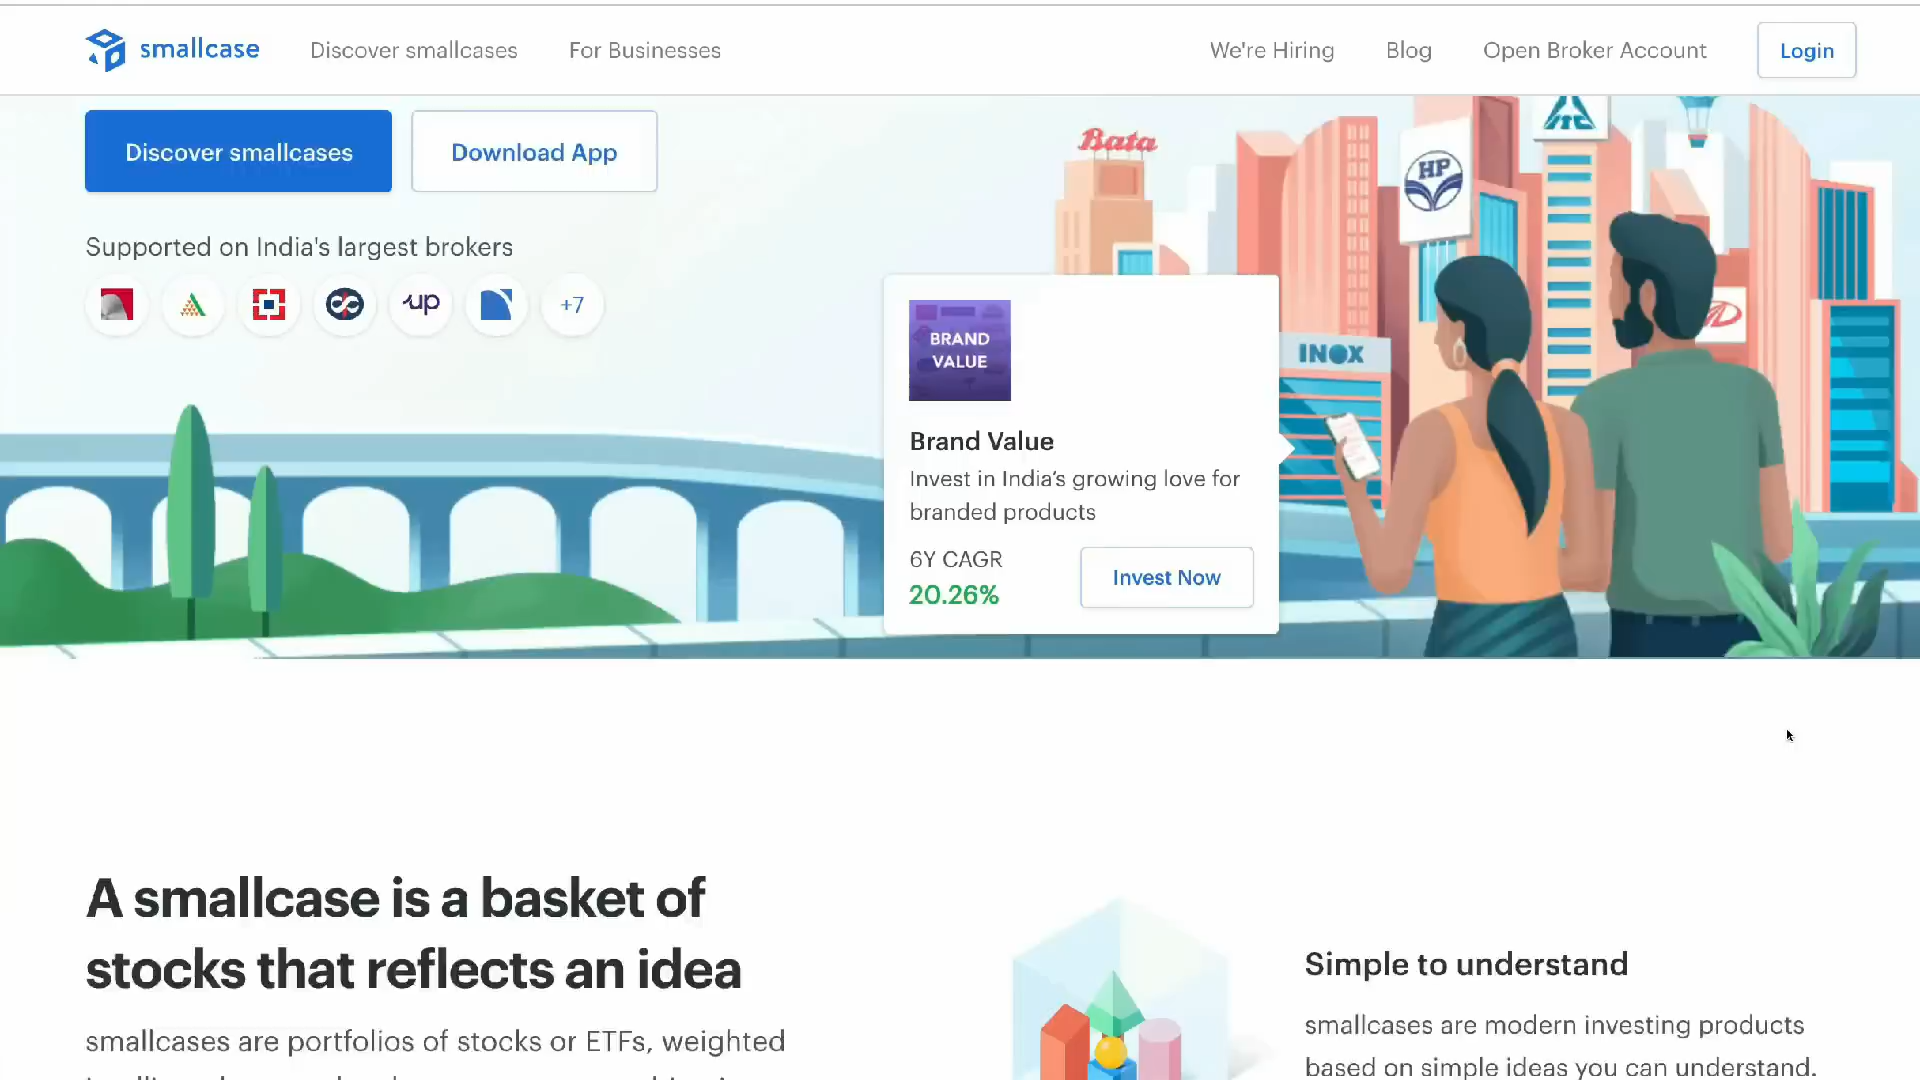 smallcase
Discover smallcases
For Businesses
We're Hiring
Blog
Open Broker Account
Login
Discover smallcases
Download App
Supported on India's largest brokers
up
+7
Bata
HP
ITC
INOX
BRAND
VALUE
Brand Value
Invest in India’s growing love for
branded products
6Y CAGR
20.26%
Invest Now
A smallcase is a basket of
stocks that reflects an idea
smallcases are portfolios of stocks or ETFs, weighted
Simple to understand
smallcases are modern investing products
based on simple ideas you can understand.